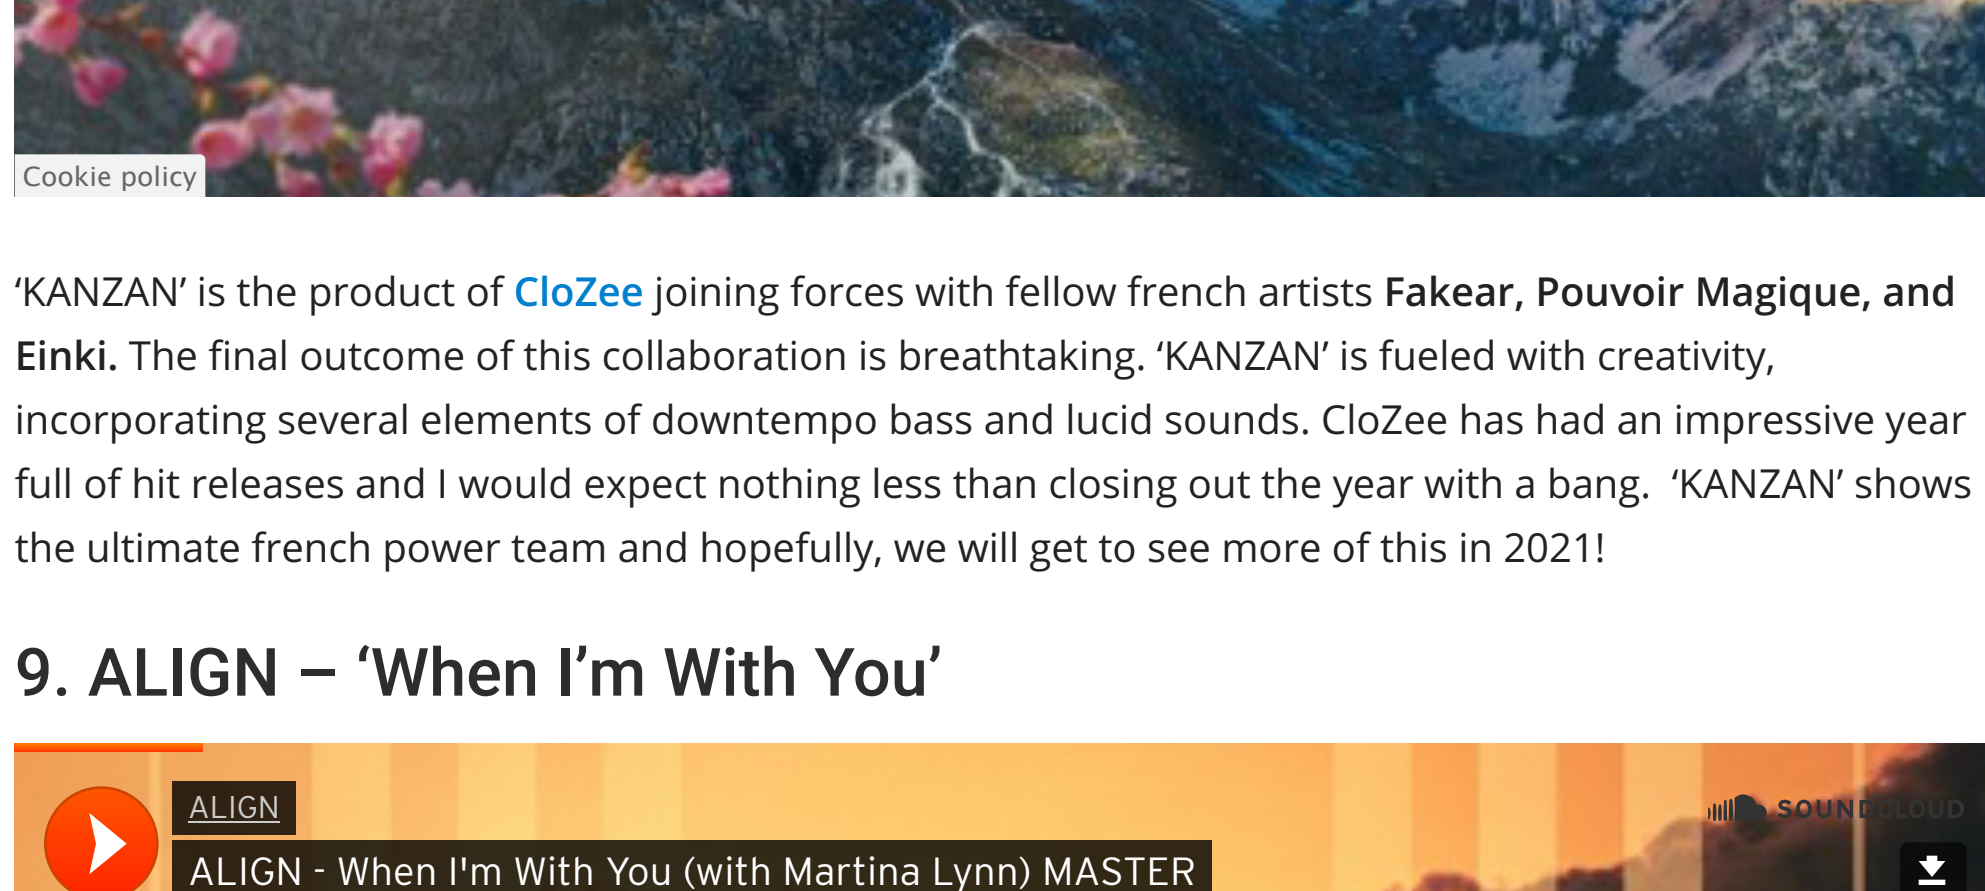 Cookie policy
‘KANZAN’ is the product of CloZee joining forces with fellow french artists Fakear, Pouvoir Magique, and
Einki. The final outcome of this collaboration is breathtaking. ‘KANZAN’ is fueled with creativity,
incorporating several elements of downtempo bass and lucid sounds. CloZee has had an impressive year
full of hit releases and I would expect nothing less than closing out the year with a bang.  ‘KANZAN’ shows
the ultimate french power team and hopefully, we will get to see more of this in 2021!
9. ALIGN – ‘When I’m With You’
ALIGN
SOUNDCLOUD
ALIGN - When I'm With You (with Martina Lynn) MASTER